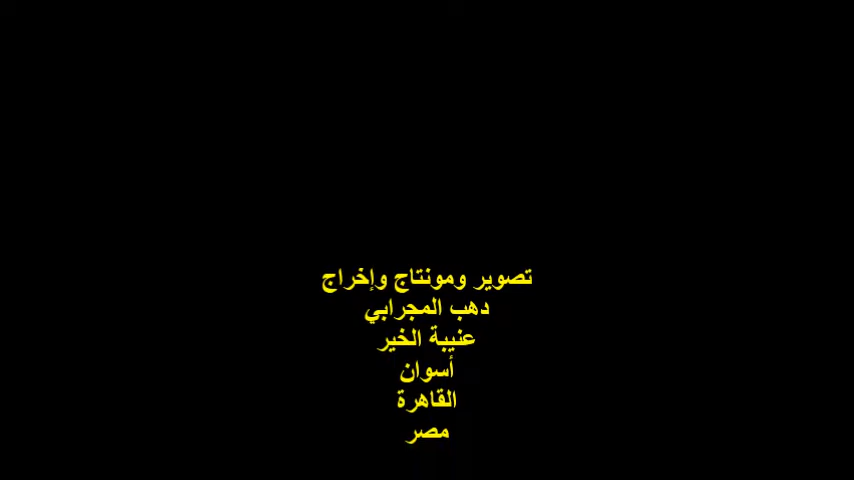 تصوير ومونتاج وإخراج
دهب المجرابي
عنيبة الخير
أسوان
القاهرة
مصر